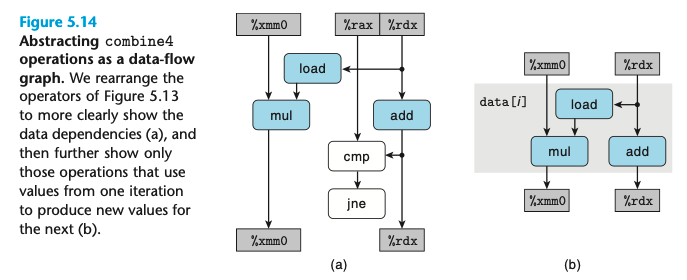 Figure 5.14
Abstracting combine4
operations as a data-flow
graph. We rearrange the
operators of Figure 5.13
to more clearly show the
data dependencies (a), and
then further show only
those operations that use
values from one iteration
to produce new values for
the next (b).
%xmm0
%rax
%rdx
load
mul
add
cmp
jne
%xmm0
%rdx
(a)
%xmm0
%rdx
data[i]
load
mul
add
%xmm0
%rdx
(b)